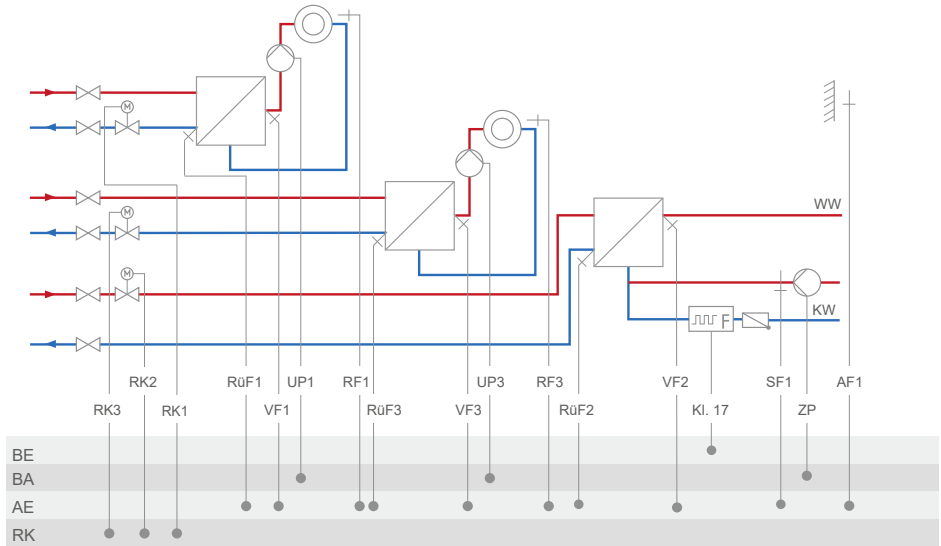 M
M
WW
M
F
KW
RK2 RüF1 UP1 RF1 UP3 RF3 VF2 SF1 AF1
RK3 RK1 VF1 RüF3 VF3 RüF2 Kl. 17 ZP
BE
BA
AE
RK